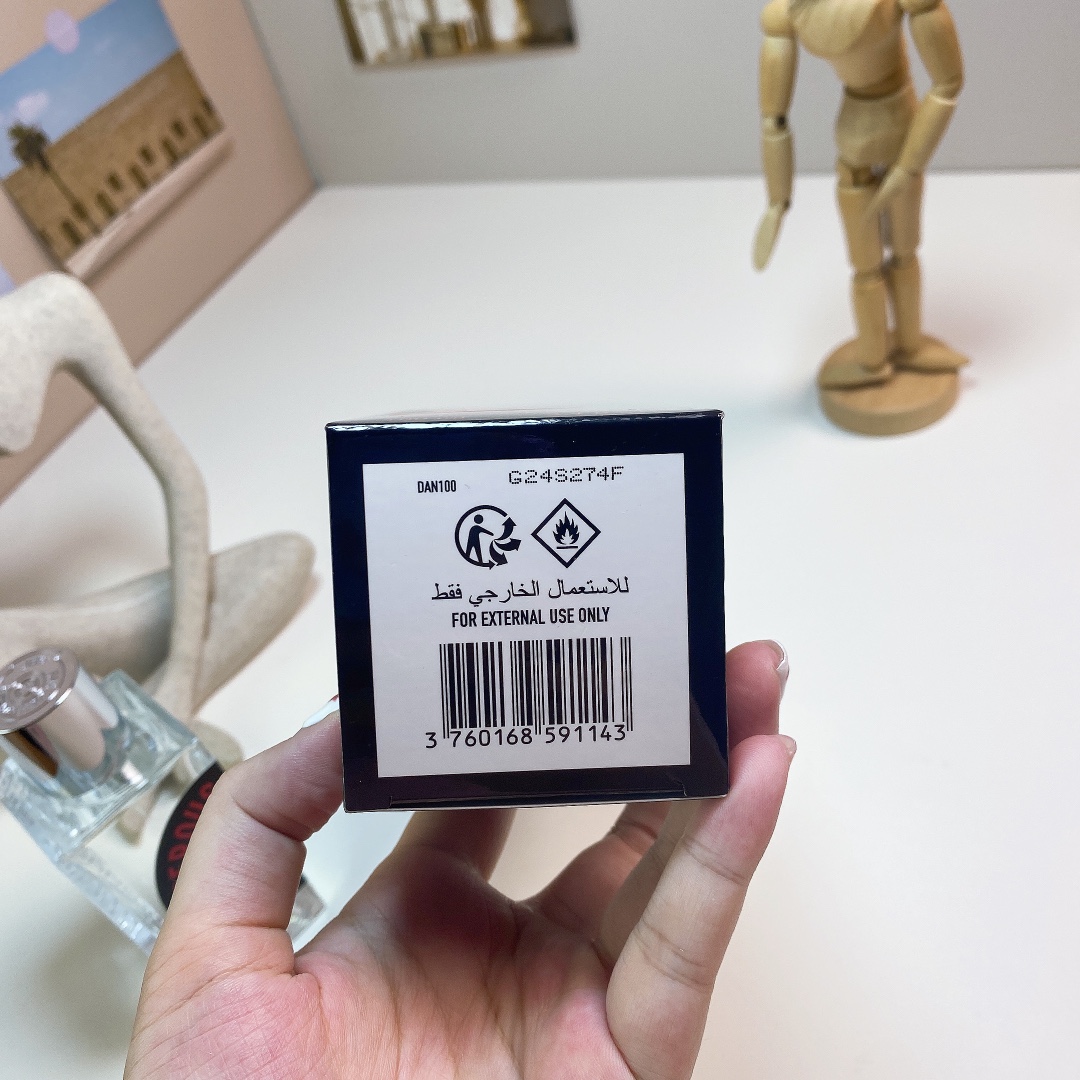 DAN100 G24S274F
للاستعمال الخارجي فقط
FOR EXTERNAL USE ONLY
3 760168 591143